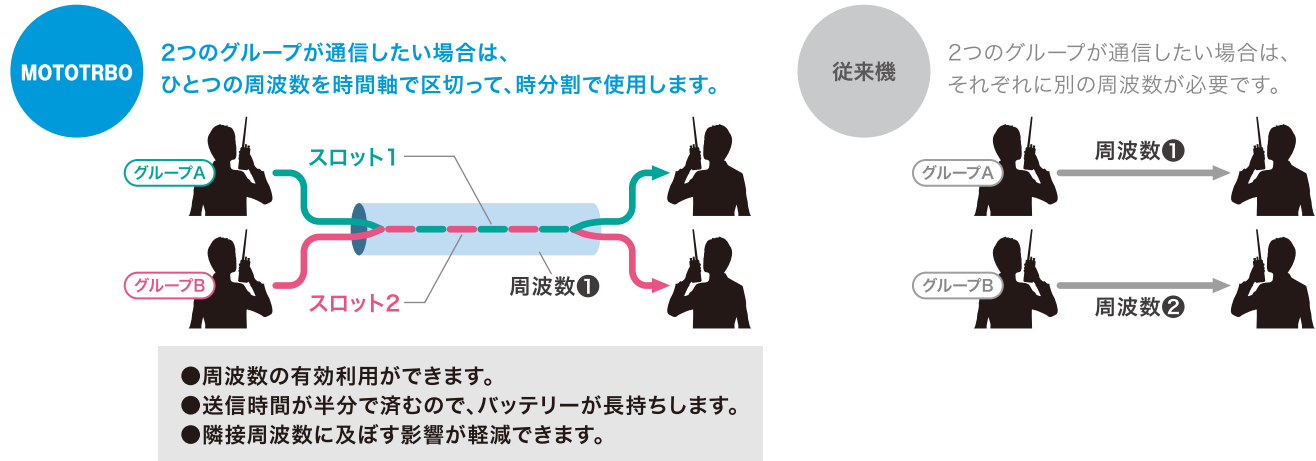 MOTOTRBO
2つのグループが通信したい場合は、
ひとつの周波数を時間軸で区切って、時分割で使用します。
グループA
スロット1
グループB
スロット2
周波数❶
●周波数の有効利用ができます。
●送信時間が半分で済むので、バッテリーが長持ちします。
●隣接周波数に及ぼす影響が軽減できます。
従来機
2つのグループが通信したい場合は、
それぞれに別の周波数が必要です。
グループA
周波数❶
グループB
周波数❷